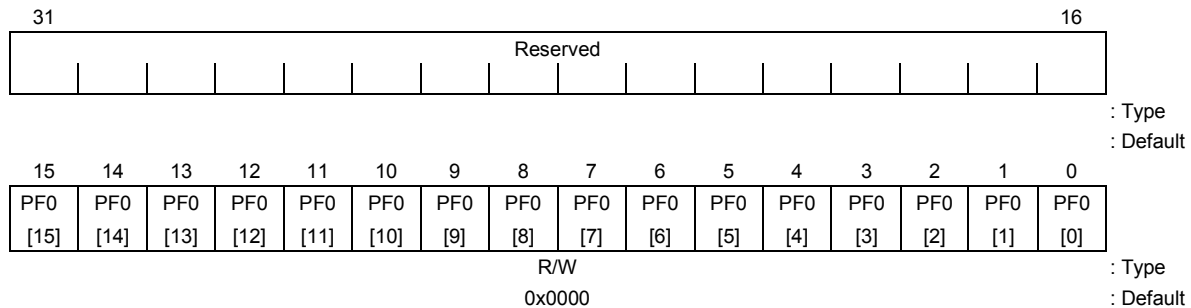 31 16
Reserved
: Type
: Default
15 14 13 12 11 10 9 8 7 6 5 4 3 2 1 0
PF0 PF0 PF0 PF0 PF0 PF0 PF0 PF0 PF0 PF0 PF0 PF0 PF0 PF0 PF0 PF0
[15] [14] [13] [12] [11] [10] [9] [8] [7] [6] [5] [4] [3] [2] [1] [0]
R/W : Type
0x0000 : Default